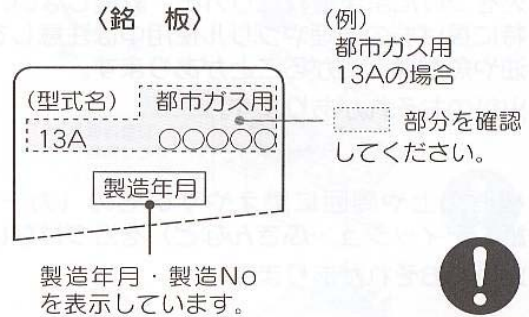 〈銘 板〉
(例)
都市ガス用
13Aの場合
(型式名) 都市ガス用
13A ○○○○○
部分を確認
してください。
製造年月
製造年月・製造No
を表示しています。